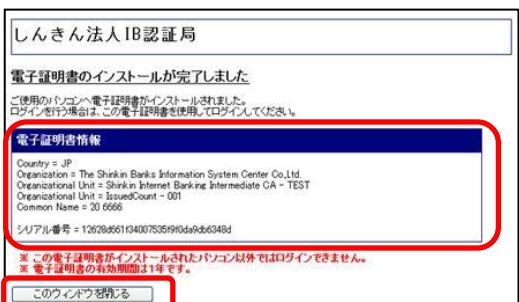 しんきん法人IB認証局
電子証明書のインストールが完了しました
ご使用のパソコンへ電子証明書がインストールされました。
ログインを行う場合は、この電子証明書を使用してログインしてください。
電子証明書情報
Country = JP
Organization = The Shinkin Banks Information System Center Co.,Ltd.
Organizational Unit = Shinkin Internet Banking Intermediate CA - TEST
Organizational Unit = IssuedCount - 001
Common Name = 20 6666
シリアル番号 = 12628d661f34007535f9f0da9db6348d
※ この電子証明書がインストールされたパソコン以外ではログインできません。
※ 電子証明書の有効期間は1年です。
このウィンドウを閉じる